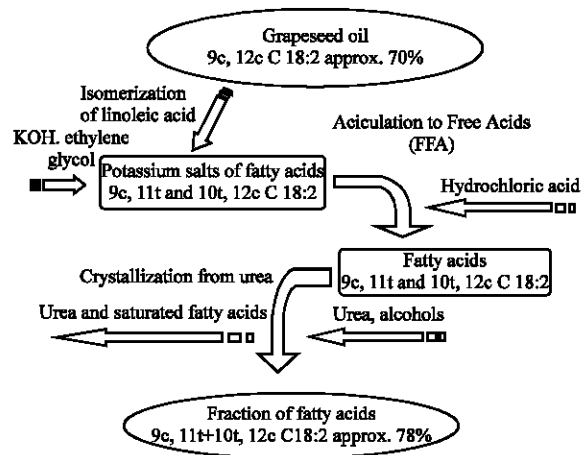 Grapeseed oil
9c, 12c C 18:2 approx. 70%
Isomerization
of linoleic acid
KOH. ethylene
glycol
Aciculation to Free Acids
(FFA)
Potassium salts of fatty acids
9c, 11t and 10t, 12c C 18:2
Hydrochloric acid
Fatty acids
9c, 11t and 10t, 12c C 18:2
Crystallization from urea
Urea and saturated fatty acids
Urea, alcohols
Fraction of fatty acids
9c, 11t+10t, 12c C18:2 approx. 78%